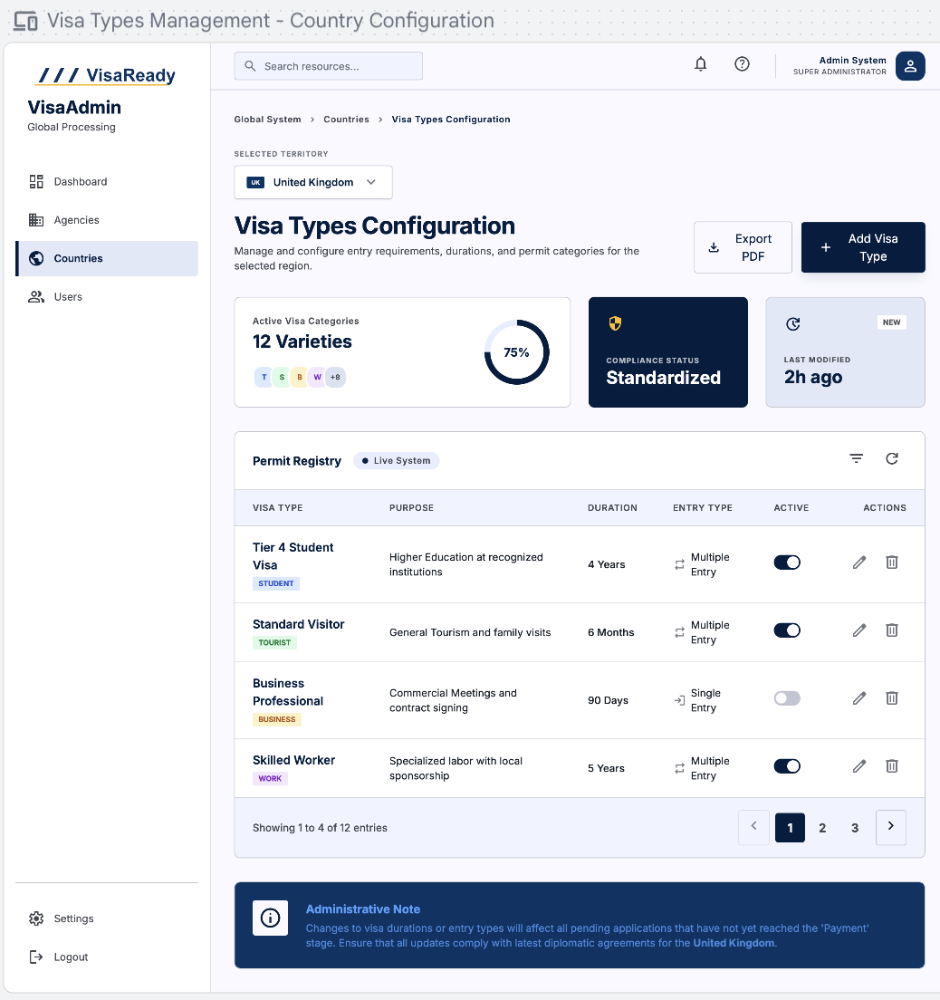 Visa Types Management - Country Configuration
/// VisaReady
VisaAdmin
Global Processing
Dashboard
Agencies
Countries
Users
Settings
Logout
Search resources...
Admin System
SUPER ADMINISTRATOR
Global System › Countries › Visa Types Configuration
SELECTED TERRITORY
UK United Kingdom
Visa Types Configuration
Manage and configure entry requirements, durations, and permit categories for the
selected region.
Export
PDF
Add Visa
Type
Active Visa Categories
12 Varieties
T S B W +8
75%
COMPLIANCE STATUS
Standardized
NEW
LAST MODIFIED
2h ago
Permit Registry
Live System
VISA TYPE PURPOSE DURATION ENTRY TYPE ACTIVE ACTIONS
Tier 4 Student
Visa
STUDENT
Higher Education at recognized
institutions
4 Years
Multiple
Entry
Standard Visitor
TOURIST
General Tourism and family visits
6 Months
Multiple
Entry
Business
Professional
BUSINESS
Commercial Meetings and
contract signing
90 Days
Single
Entry
Skilled Worker
WORK
Specialized labor with local
sponsorship
5 Years
Multiple
Entry
Showing 1 to 4 of 12 entries
1 2 3
Administrative Note
Changes to visa durations or entry types will affect all pending applications that have not yet reached the 'Payment'
stage. Ensure that all updates comply with latest diplomatic agreements for the United Kingdom.